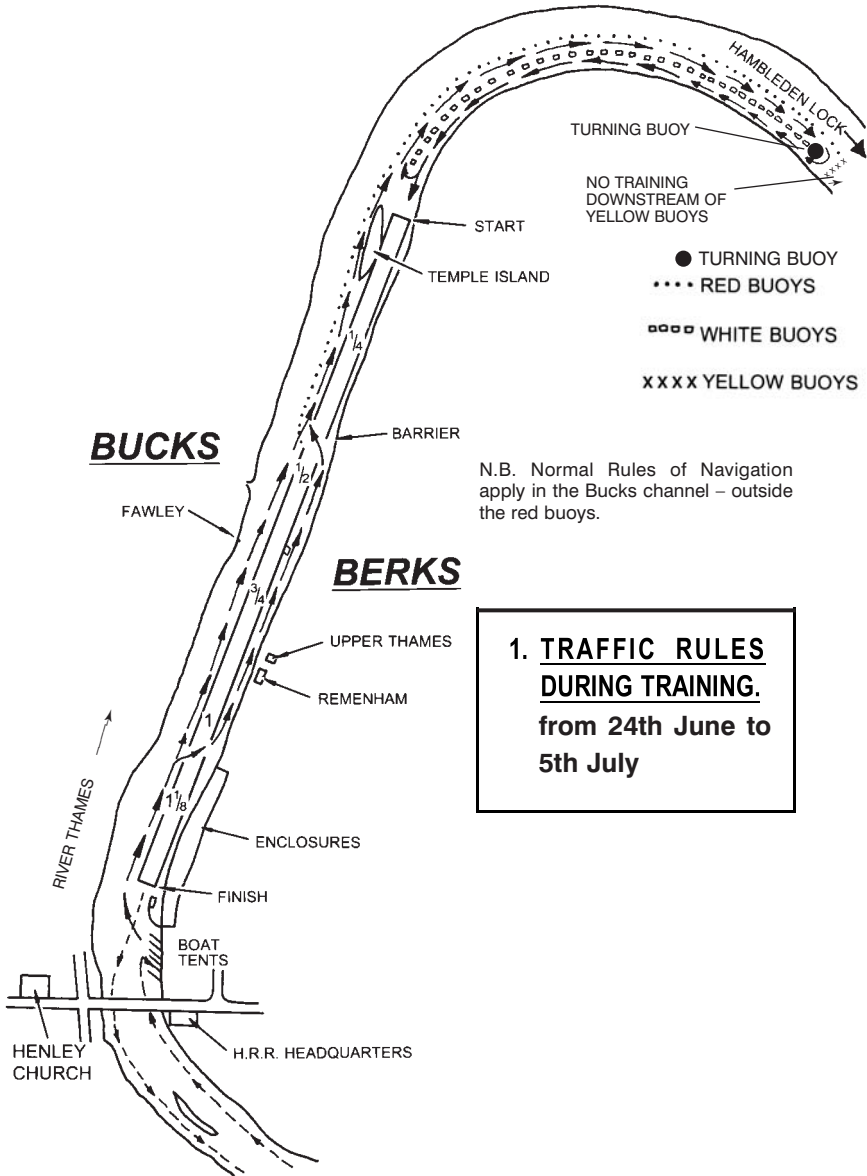 HAMBLEDEN LOCK
TURNING BUOY
NO TRAINING
DOWNSTREAM OF
YELLOW BUOYS
START
TEMPLE ISLAND
TURNING BUOY
RED BUOYS
WHITE BUOYS
xxxx YELLOW BUOYS
1/4
BARRIER
BUCKS
1/2
N.B. Normal Rules of Navigation
apply in the Bucks channel – outside
the red buoys.
FAWLEY
BERKS
3/4
UPPER THAMES
REMENHAM
1. TRAFFIC RULES
DURING TRAINING.
from 24th June to
5th July
1
1 1/8
RIVER THAMES
ENCLOSURES
FINISH
BOAT
TENTS
HENLEY
CHURCH
H.R.R. HEADQUARTERS